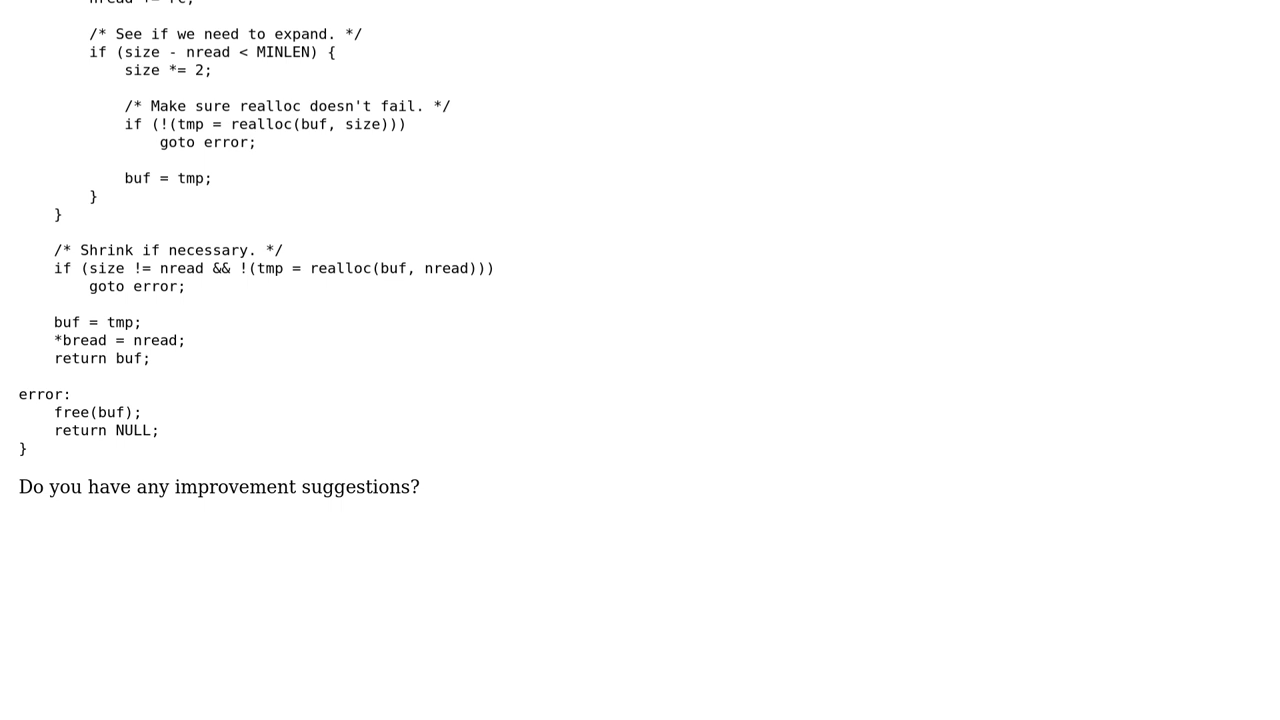 /* See if we need to expand. */
if (size - nread < MINLEN) {
size *= 2;
/* Make sure realloc doesn't fail. */
if (!(tmp = realloc(buf, size)))
goto error;
buf = tmp;
}
}
/* Shrink if necessary. */
if (size != nread && !(tmp = realloc(buf, nread)))
goto error;
buf = tmp;
*bread = nread;
return buf;
error:
free(buf);
return NULL;
}
Do you have any improvement suggestions?